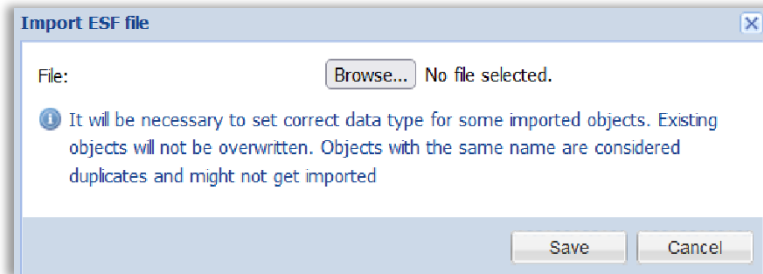 Import ESF file
File: Browse... No file selected.
It will be necessary to set correct data type for some imported objects. Existing
objects will not be overwritten. Objects with the same name are considered
duplicates and might not get imported
Save Cancel